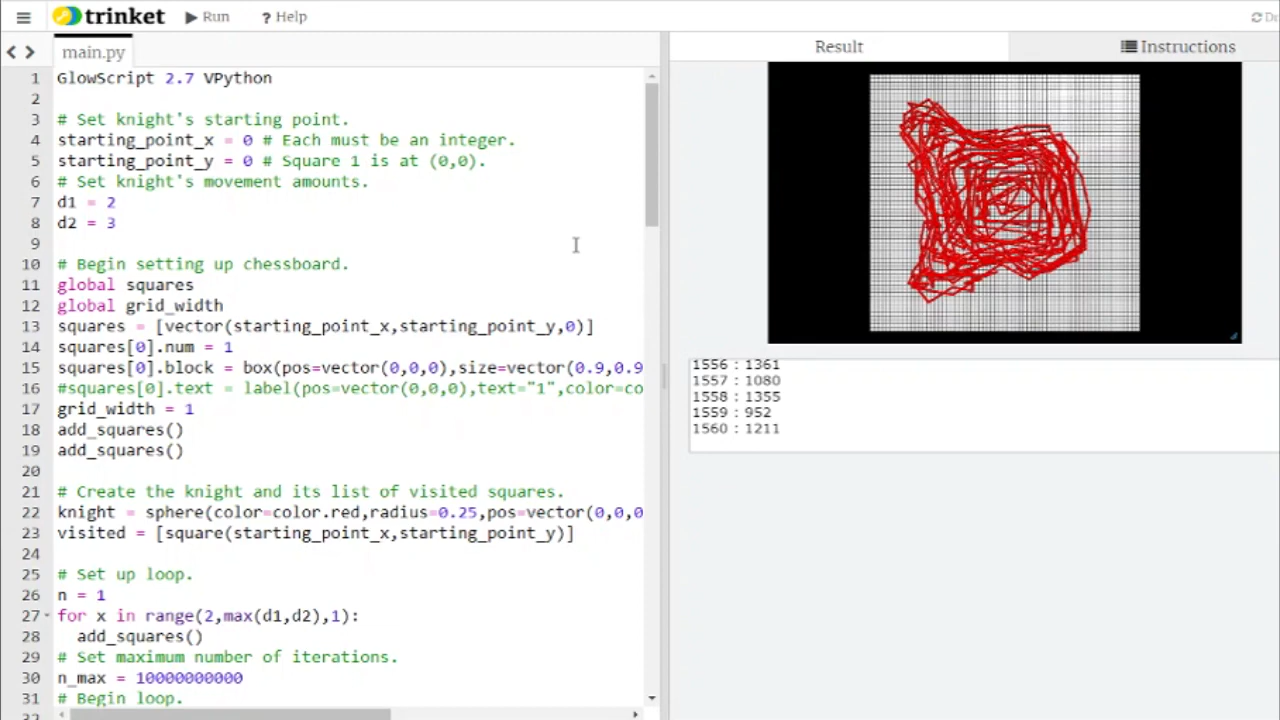 trinket Run ? Help
main.py
Result Instructions
1 GlowScript 2.7 VPython
2
3 # Set knight's starting point.
4 starting_point_x = 0 # Each must be an integer.
5 starting_point_y = 0 # Square 1 is at (0,0).
6 # Set knight's movement amounts.
7 d1 = 2
8 d2 = 3
9
10 # Begin setting up chessboard.
11 global squares
12 global grid_width
13 squares = [vector(starting_point_x,starting_point_y,0)]
14 squares[0].num = 1
15 squares[0].block = box(pos=vector(0,0,0),size=vector(0.9,0.9
16 #squares[0].text = label(pos=vector(0,0,0),text="1",color=co
17 grid_width = 1
18 add_squares()
19 add_squares()
20
21 # Create the knight and its list of visited squares.
22 knight = sphere(color=color.red,radius=0.25,pos=vector(0,0,0
23 visited = [square(starting_point_x,starting_point_y)]
24
25 # Set up loop.
26 n = 1
27 for x in range(2,max(d1,d2),1):
28 add_squares()
29 # Set maximum number of iterations.
30 n_max = 10000000000
31 # Begin loop.
1556 : 1361
1557 : 1080
1558 : 1355
1559 : 952
1560 : 1211